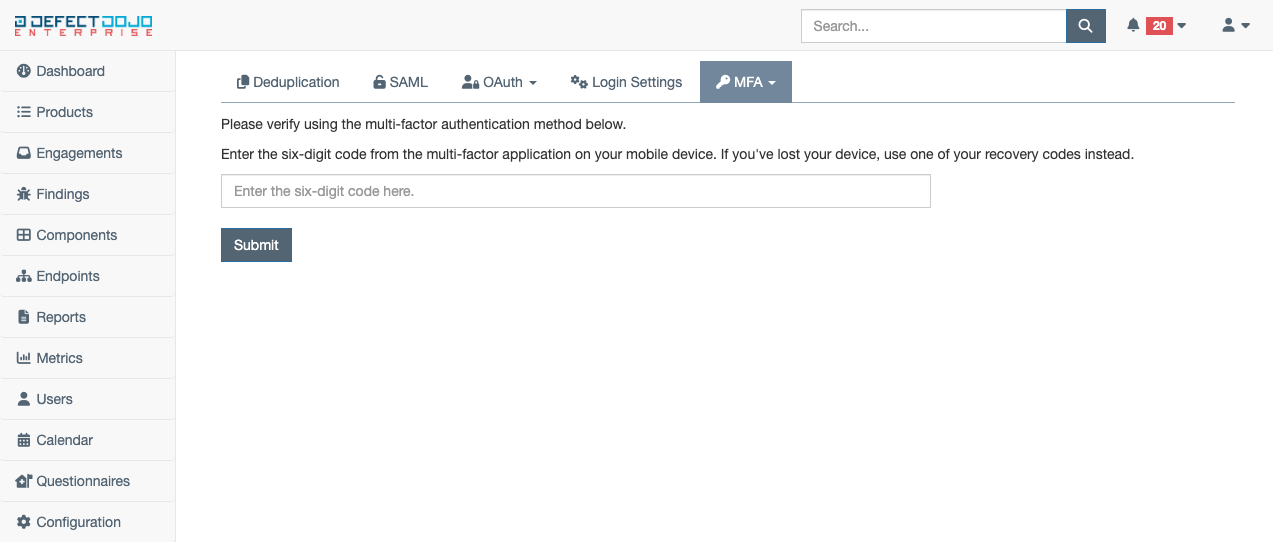 DEFECTDOJO
ENTERPRISE
Search...
20
Dashboard
Products
Engagements
Findings
Components
Endpoints
Reports
Metrics
Users
Calendar
Questionnaires
Configuration
Deduplication SAML OAuth Login Settings MFA
Please verify using the multi-factor authentication method below.
Enter the six-digit code from the multi-factor application on your mobile device. If you've lost your device, use one of your recovery codes instead.
Enter the six-digit code here.
Submit